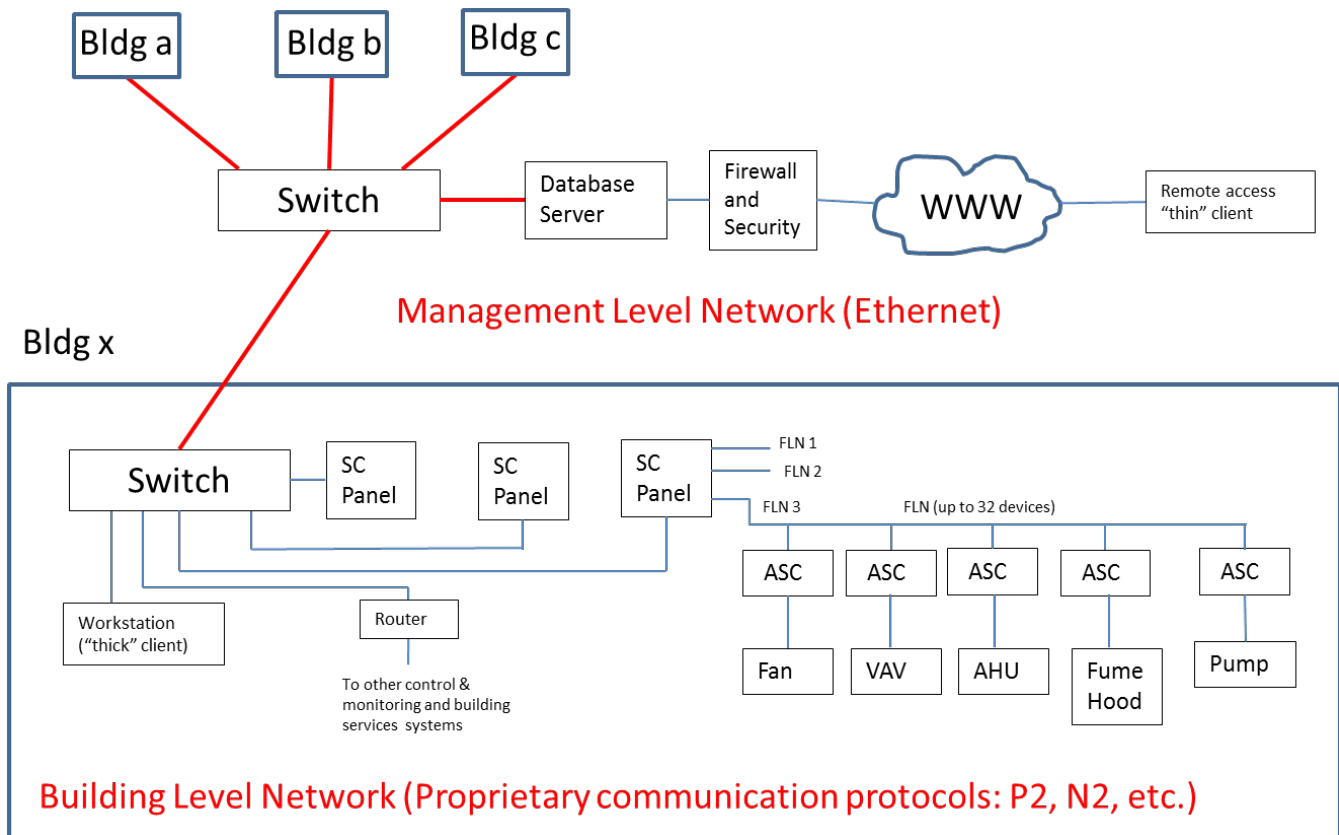 Bldg a
Bldg b
Bldg c
Switch
Database
Server
Firewall
and
Security
WWW
Remote access
“thin” client
Management Level Network (Ethernet)
Bldg x
Switch
SC
Panel
SC
Panel
SC
Panel
FLN 1
FLN 2
FLN 3
FLN (up to 32 devices)
ASC
ASC
ASC
ASC
ASC
Workstation
(“thick” client)
Router
To other control &
monitoring and building
services systems
Fan
VAV
AHU
Fume
Hood
Pump
Building Level Network (Proprietary communication protocols: P2, N2, etc.)